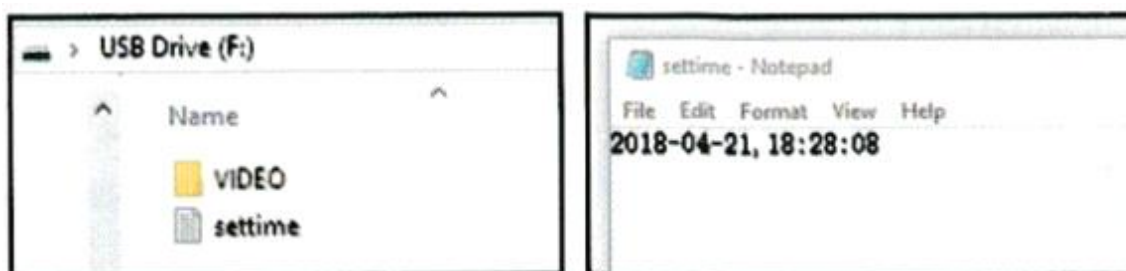 > USB Drive (F:)
Name
VIDEO
settime
settime - Notepad
File Edit Format View Help
2018-04-21, 18:28:08